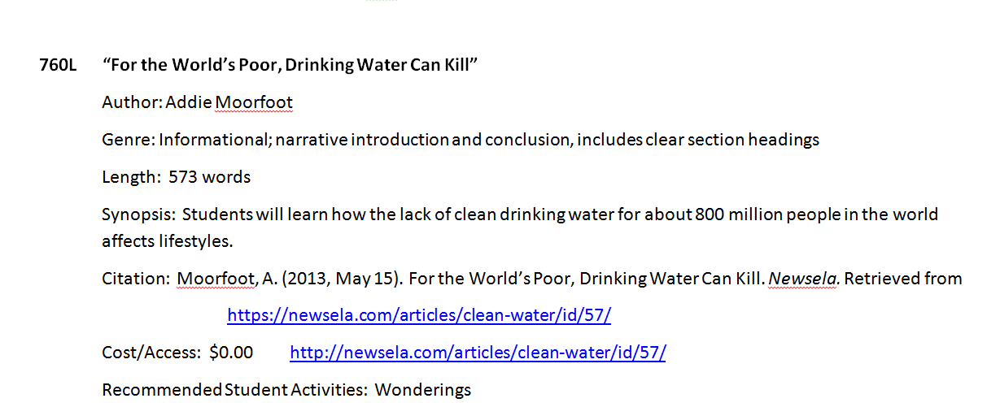 760L “For the World’s Poor, Drinking Water Can Kill”
Author: Addie Moorfoot
Genre: Informational; narrative introduction and conclusion, includes clear section headings
Length: 573 words
Synopsis: Students will learn how the lack of clean drinking water for about 800 million people in the world
affects lifestyles.
Citation: Moorfoot, A. (2013, May 15). For the World’s Poor, Drinking Water Can Kill. Newsela. Retrieved from
https://newsela.com/articles/clean-water/id/57/
Cost/Access: $0.00 http://newsela.com/articles/clean-water/id/57/
Recommended Student Activities: Wonderings